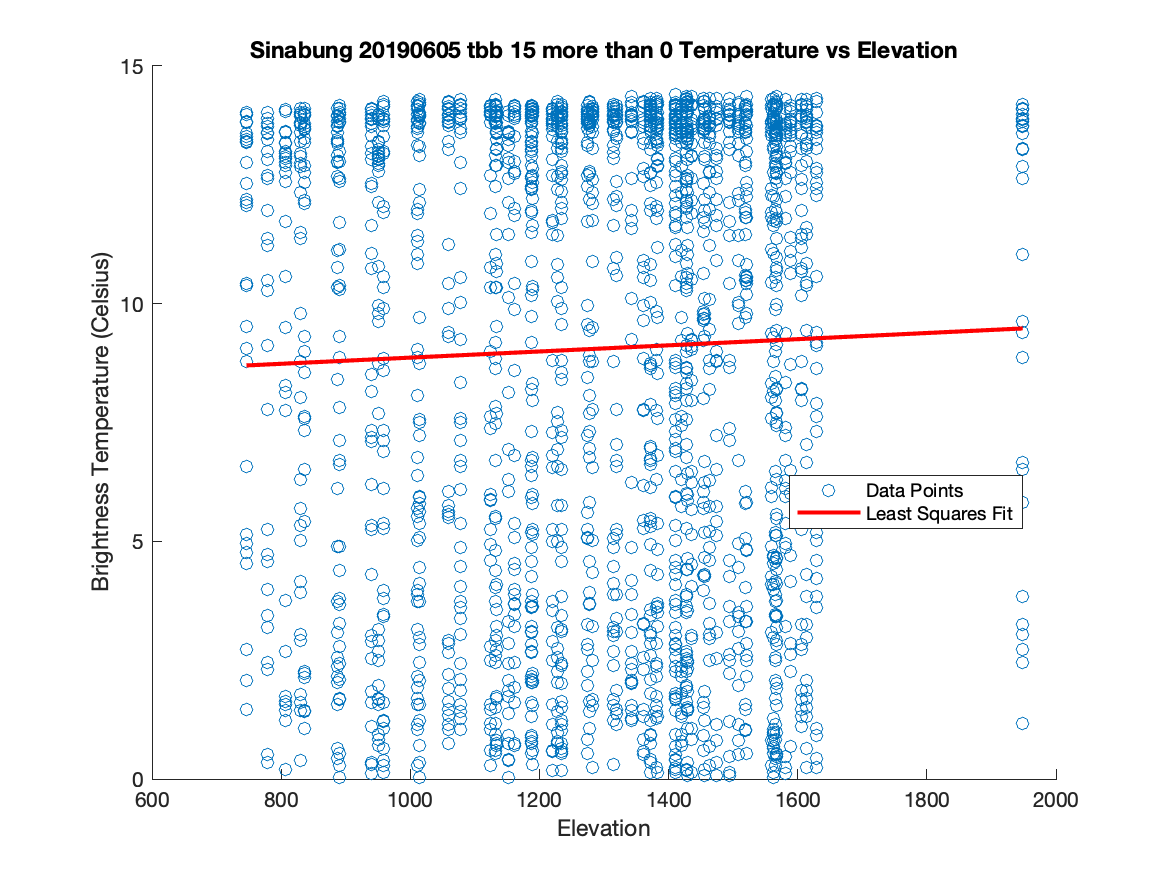 Sinabung 20190605 tbb 15 more than 0 Temperature vs Elevation
15
10
5
0
Brightness Temperature (Celsius)
Data Points
Least Squares Fit
600 800 1000 1200 1400 1600 1800 2000
Elevation